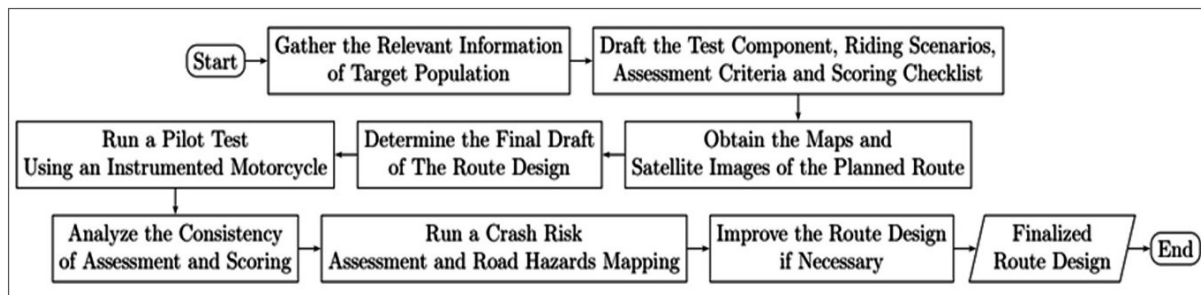 Start
Gather the Relevant Information
of Target Population
Draft the Test Component, Riding Scenarios,
Assessment Criteria and Scoring Checklist
Obtain the Maps and
Satellite Images of the Planned Route
Determine the Final Draft
of The Route Design
Run a Pilot Test
Using an Instrumented Motorcycle
Analyze the Consistency
of Assessment and Scoring
Run a Crash Risk
Assessment and Road Hazards Mapping
Improve the Route Design
if Necessary
Finalized
Route Design
End